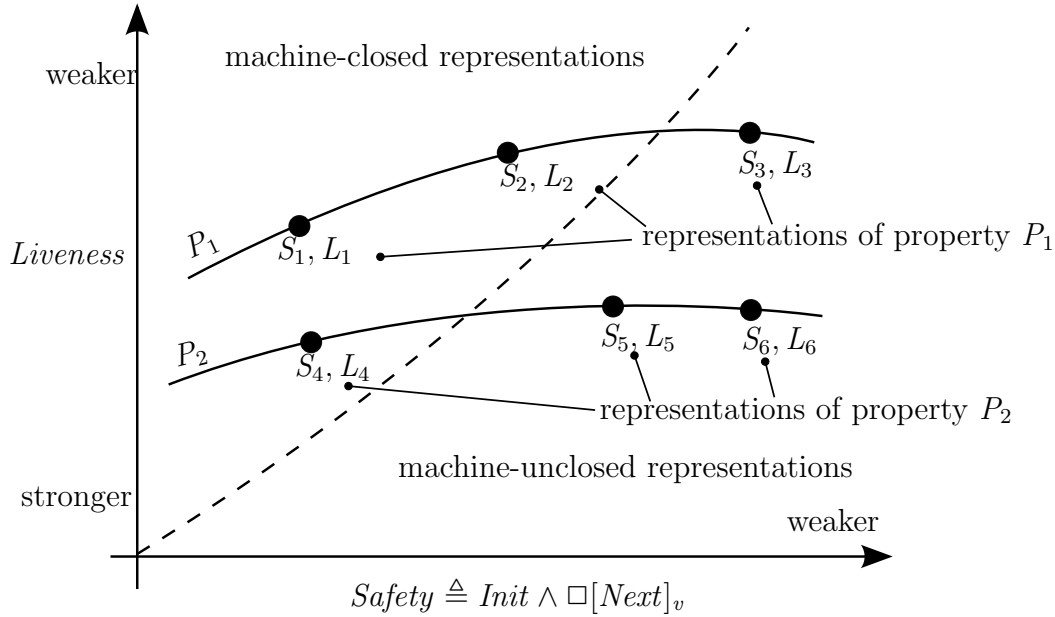 machine-closed representations
weaker
S₂, L₂
S₃, L₃
P₁
S₁, L₁
representations of property P₁
Liveness
P₂
S₄, L₄
S₅, L₅
S₆, L₆
representations of property P₂
machine-unclosed representations
stronger
weaker
Safety ≜ Init ∧ □[Next]ᵥ